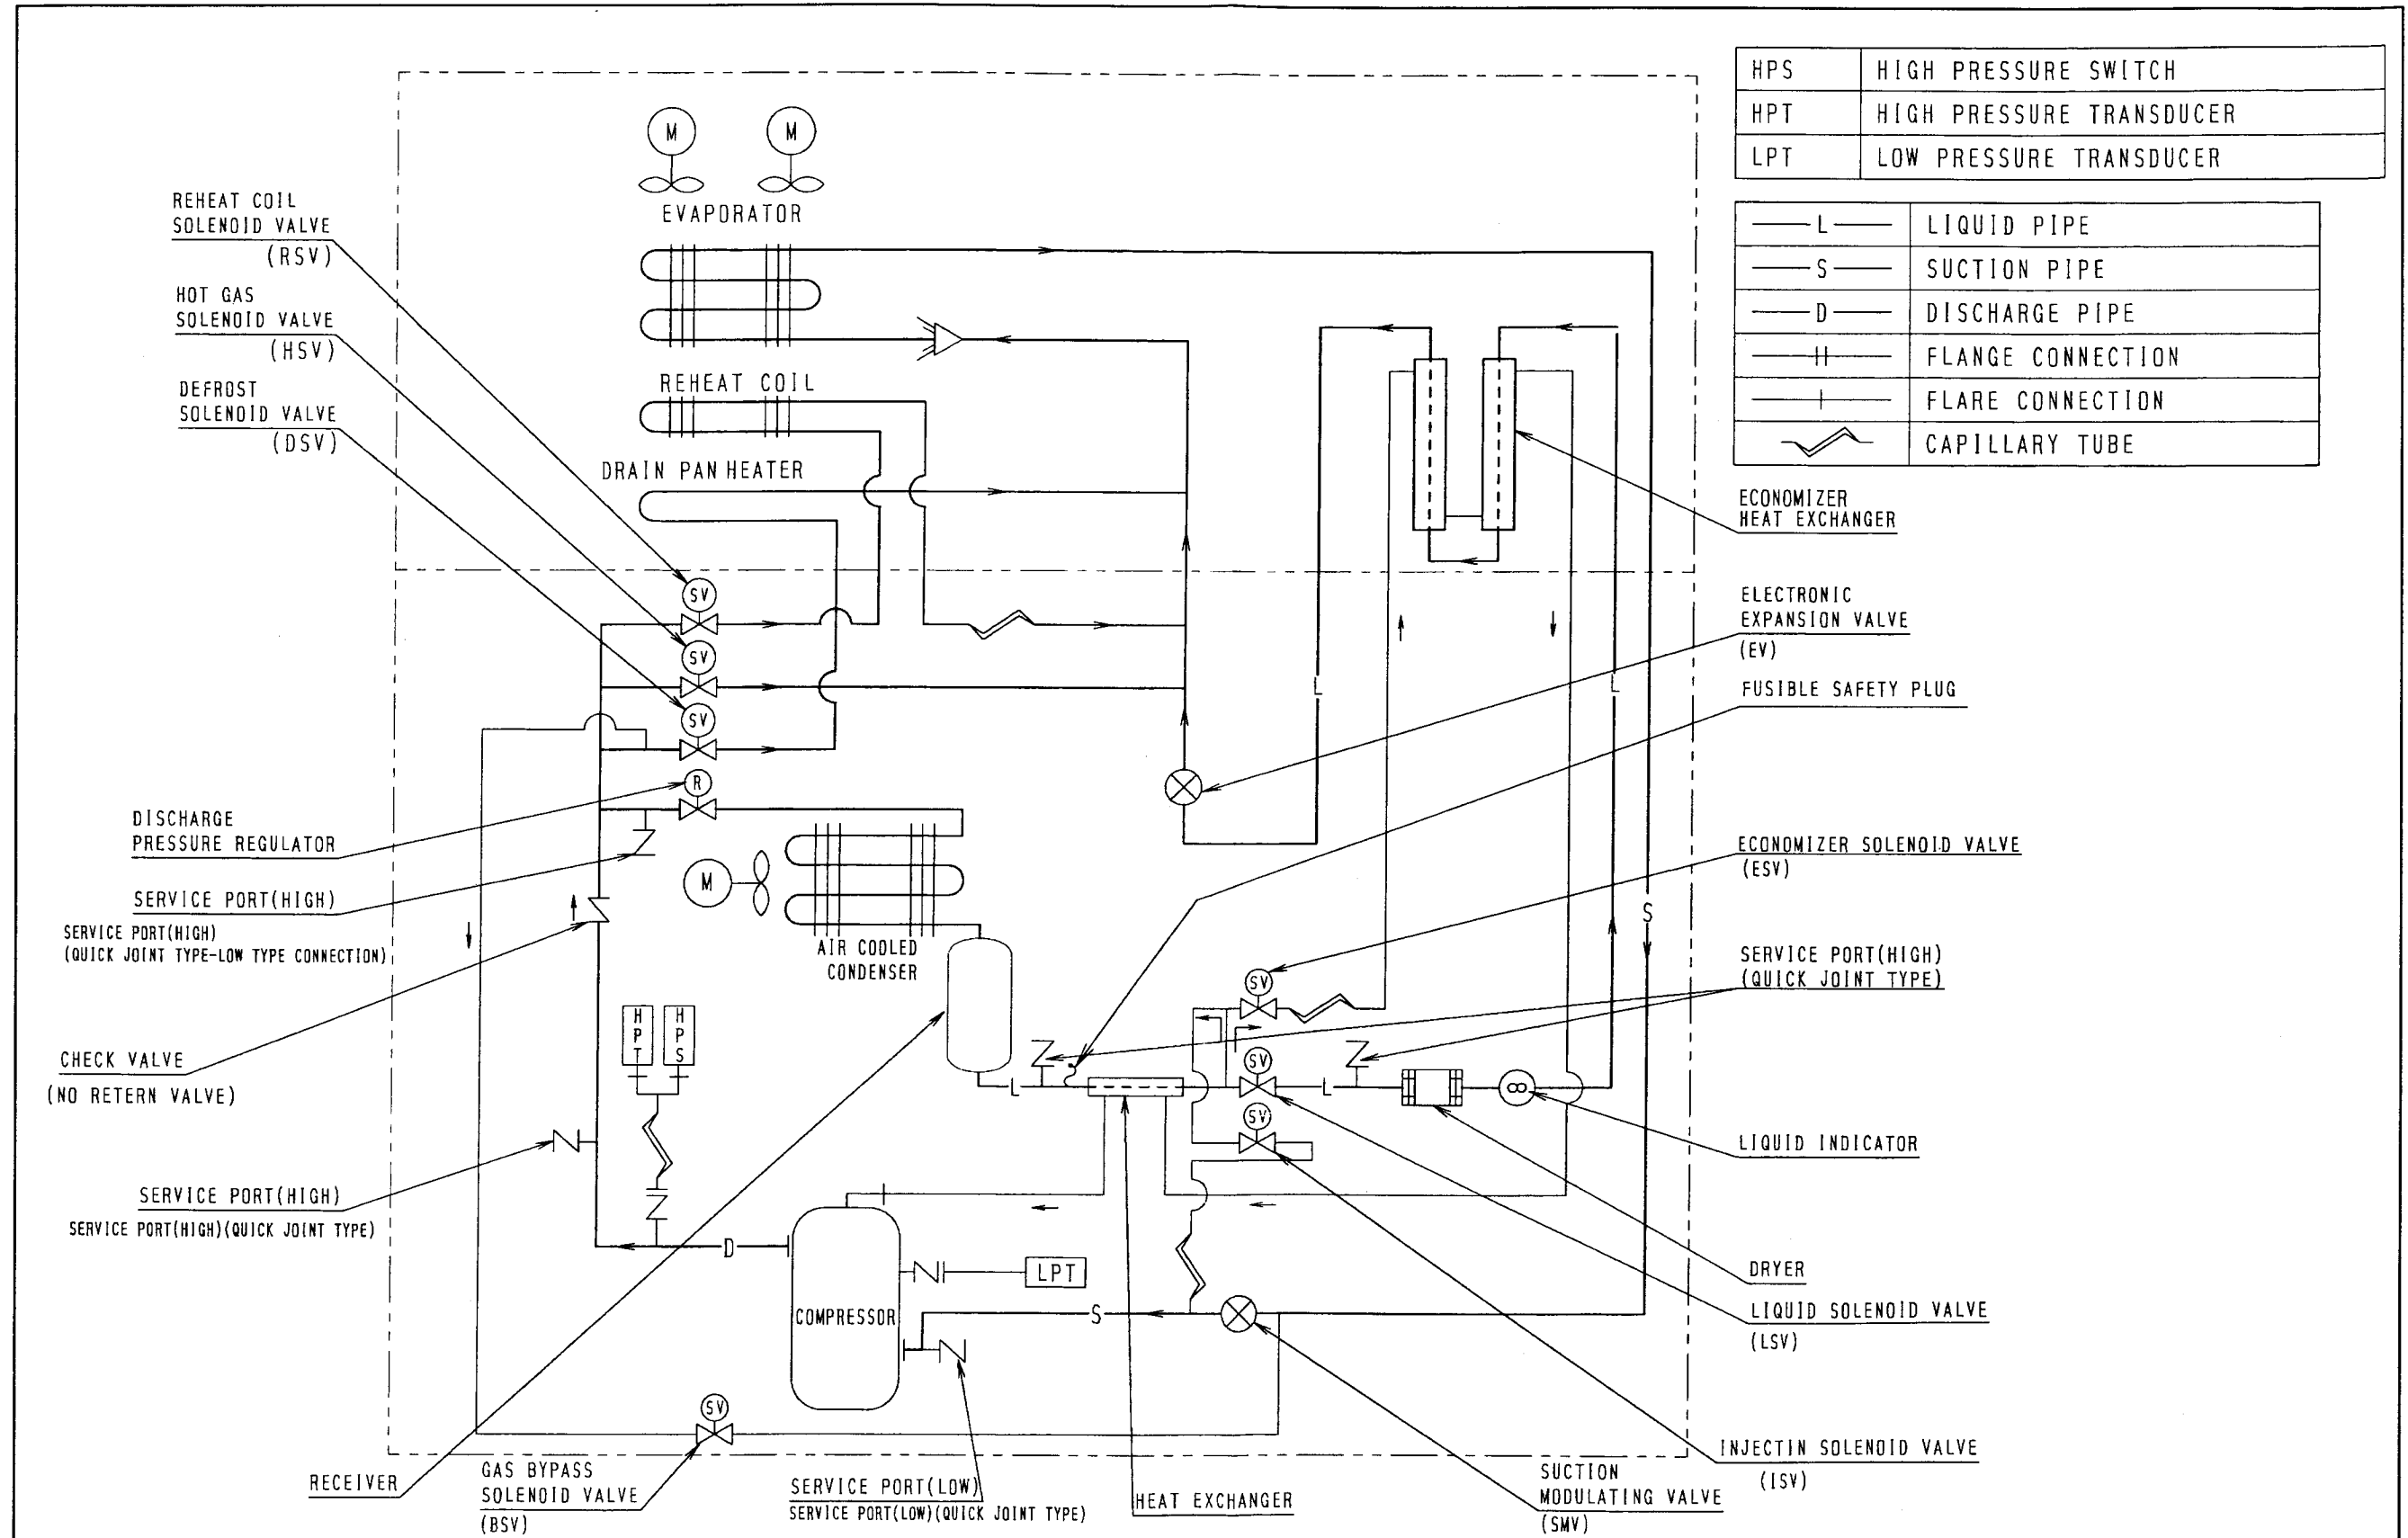 HPS HIGH PRESSURE SWITCH
HPT HIGH PRESSURE TRANSDUCER
LPT LOW PRESSURE TRANSDUCER
L LIQUID PIPE
S SUCTION PIPE
D DISCHARGE PIPE
FLANGE CONNECTION
FLARE CONNECTION
CAPILLARY TUBE
M M
EVAPORATOR
REHEAT COIL
SOLENOID VALVE
(RSV)
HOT GAS
SOLENOID VALVE
(HSV)
DEFROST
SOLENOID VALVE
(DSV)
REHEAT COIL
DRAIN PAN HEATER
ECONOMIZER
HEAT EXCHANGER
SV
SV
SV
R
L
L
ELECTRONIC
EXPANSION VALVE
(EV)
FUSIBLE SAFETY PLUG
DISCHARGE
PRESSURE REGULATOR
SERVICE PORT(HIGH)
SERVICE PORT(HIGH)
(QUICK JOINT TYPE-LOW TYPE CONNECTION)
M
AIR COOLED
CONDENSER
S
ECONOMIZER SOLENOID VALVE
(ESV)
SERVICE PORT(HIGH)
(QUICK JOINT TYPE)
CHECK VALVE
(NO RETERN VALVE)
HPT
HPS
SV
SV
SV
L
L
LIQUID INDICATOR
SERVICE PORT(HIGH)
SERVICE PORT(HIGH)(QUICK JOINT TYPE)
D
LPT
COMPRESSOR
S
DRYER
LIQUID SOLENOID VALVE
(LSV)
SV
INJECTIN SOLENOID VALVE
(ISV)
RECEIVER
GAS BYPASS
SOLENOID VALVE
(BSV)
SERVICE PORT(LOW)
SERVICE PORT(LOW)(QUICK JOINT TYPE)
HEAT EXCHANGER
SUCTION
MODULATING VALVE
(SMV)